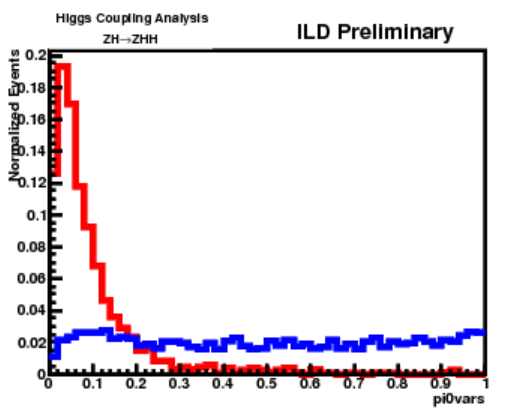 Higgs Coupling Analysis
ZH→ZHH
ILD Preliminary
Normalized Events
0.2
0.18
0.16
0.14
0.12
0.1
0.08
0.06
0.04
0.02
0
0 0.1 0.2 0.3 0.4 0.5 0.6 0.7 0.8 0.9 1
pi0vars